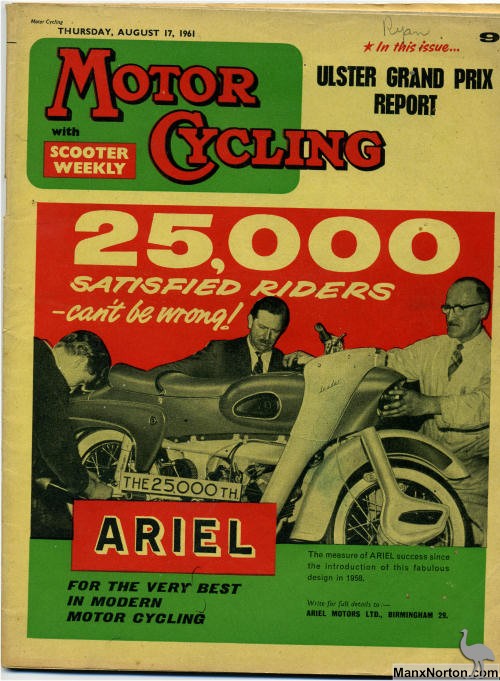 Motor Cycling
THURSDAY, AUGUST 17, 1961
Ryan
9
★ In this issue...
ULSTER GRAND PRIX
REPORT
MOTOR
CYCLING
with
SCOOTER
WEEKLY
25,000
SATISFIED RIDERS
-can't be wrong!
THE 25,000TH.
ARIEL
FOR THE VERY BEST
IN MODERN
MOTOR CYCLING
The measure of ARIEL success since
the introduction of this fabulous
design in 1958.
Write for full details to :—
ARIEL MOTORS LTD., BIRMINGHAM 29.
ManxNorton.com